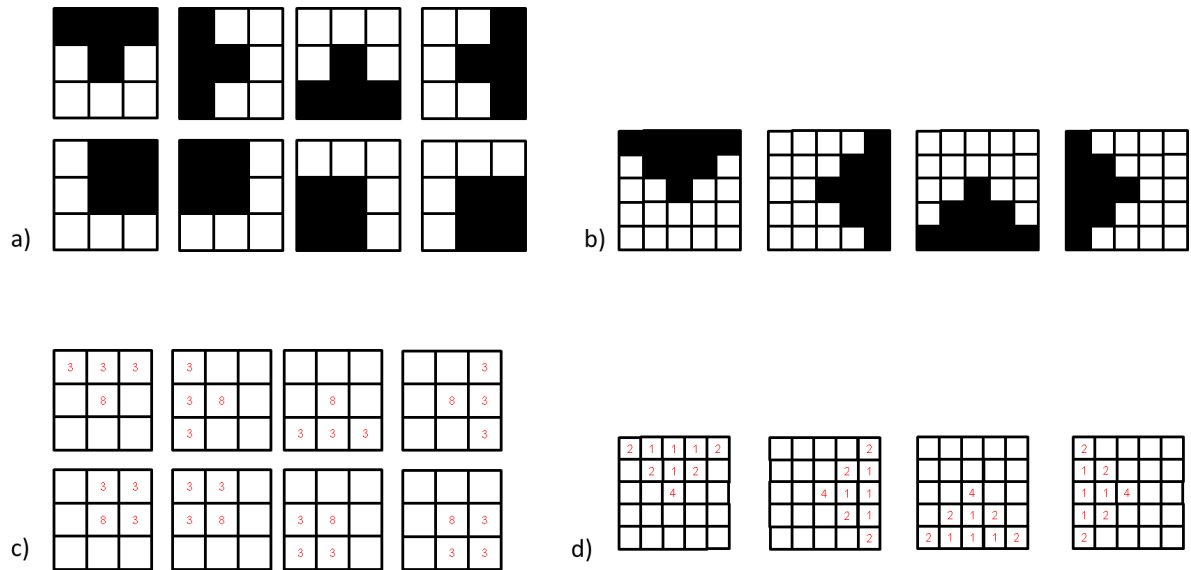 a)
b)
3 3 3 3 3
8 3 8 8 8 3
3 3 3 3 3
3 3 3 3
8 3 3 8 3 8 8 3
3 3 3 3
c)
2 1 1 1 2 2 2
2 1 2 2 1 1 2
4 4 1 1 4 1 1 4
2 1 2 1 2 1 2
2 2 1 1 1 2 2
d)